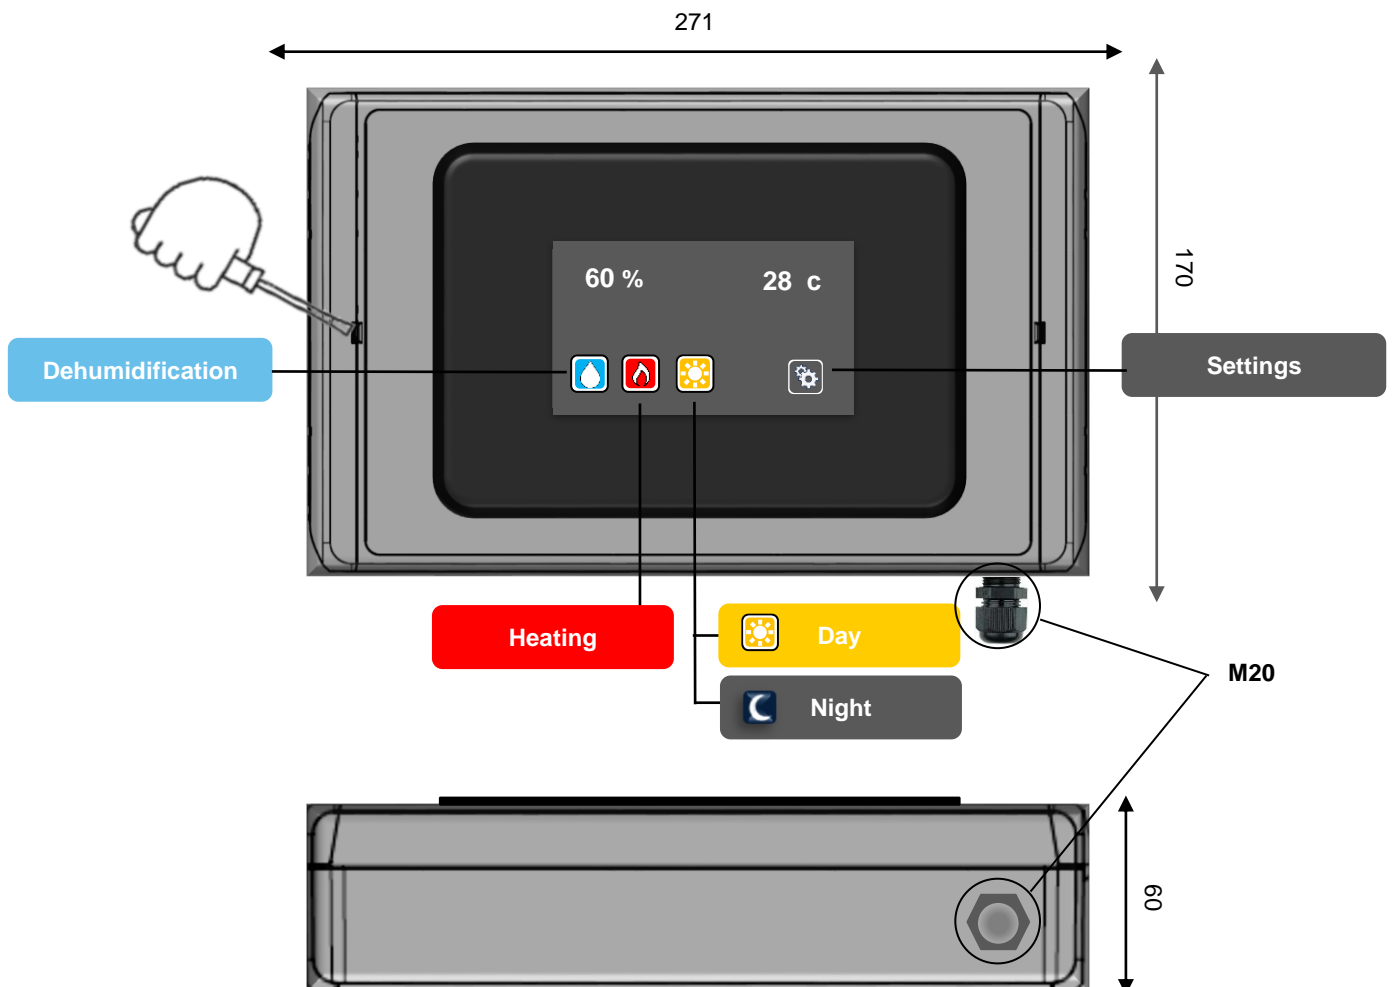 271
170
60 %
28 c
Dehumidification
Settings
Heating
Day
Night
M20
60